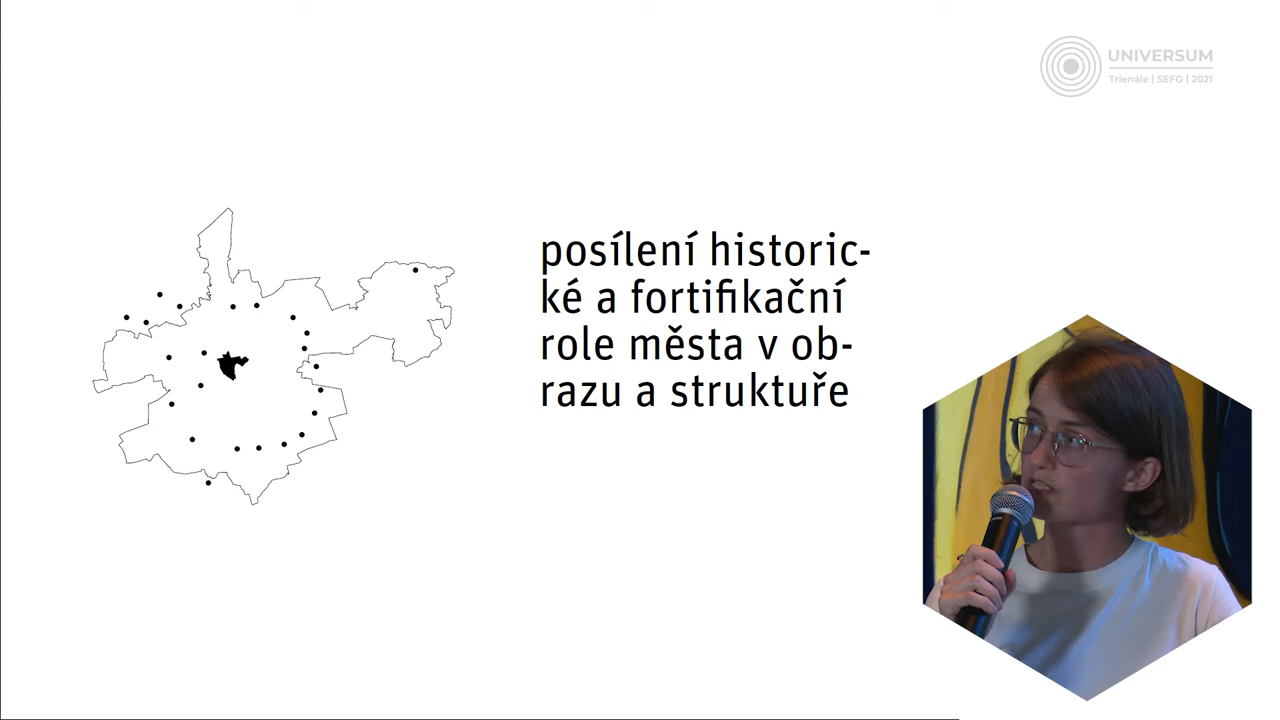 UNIVERSUM
Trienále | SEFO | 2021
posílení historic-
ké a fortifikační
role města v ob-
razu a struktuře